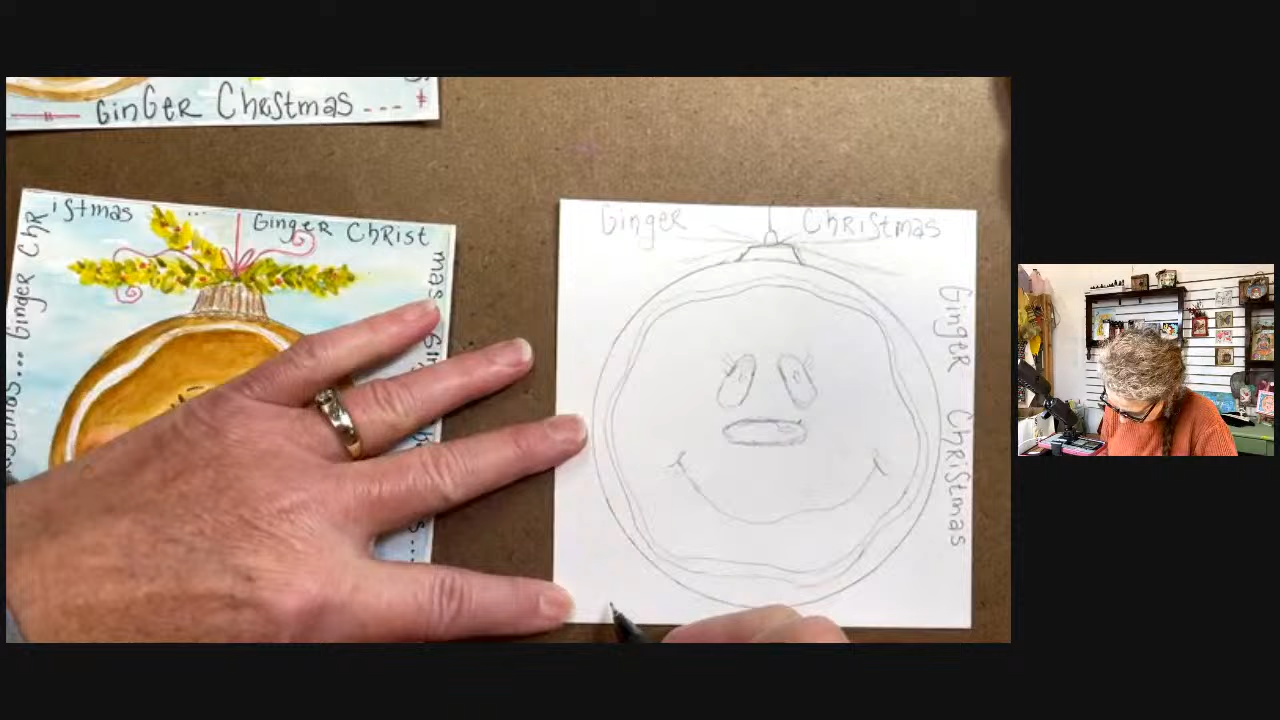 GinGer Christmas ---
istmas ...
Ginger Christ
mas
Ginger Chr
Ginger Christmas
Ginger Christmas